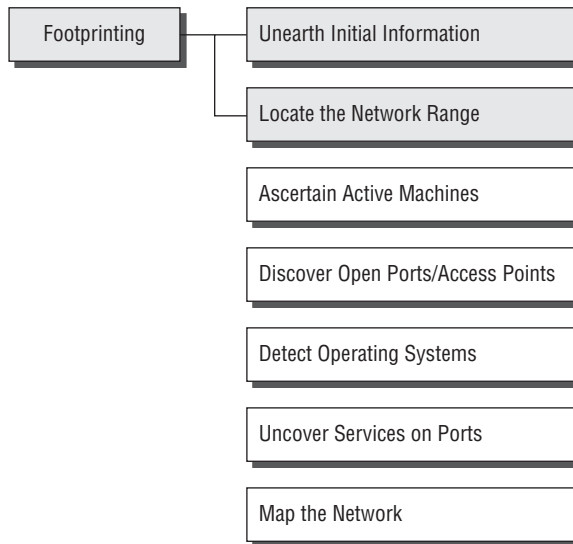 Footprinting
Unearth Initial Information
Locate the Network Range
Ascertain Active Machines
Discover Open Ports/Access Points
Detect Operating Systems
Uncover Services on Ports
Map the Network